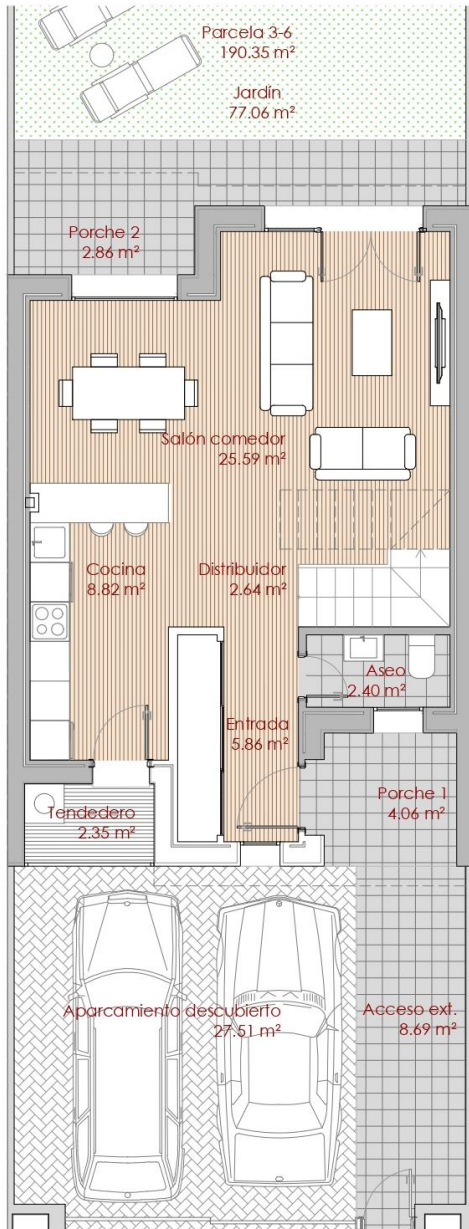 Parcela 3-6
190.35 m²
Jardín
77.06 m²
Porche 2
2.86 m²
Salón comedor
25.59 m²
Cocina
8.82 m²
Distribuidor
2.64 m²
Aseo
2.40 m²
Entrada
5.86 m²
Porche 1
4.06 m²
Tendedero
2.35 m²
Aparcamiento descubierto
27.51 m²
Acceso ext.
8.69 m²